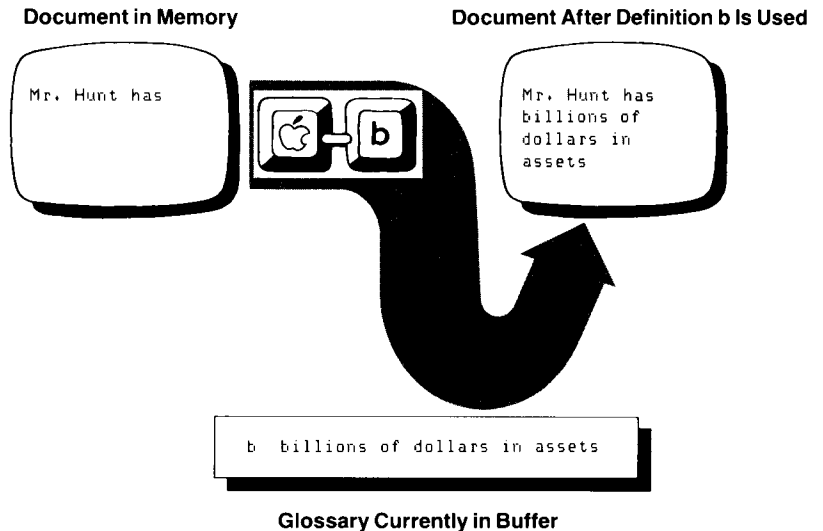 Document in Memory
Document After Definition b Is Used
Mr. Hunt has
b
Mr. Hunt has
billions of
dollars in
assets
b billions of dollars in assets
Glossary Currently in Buffer